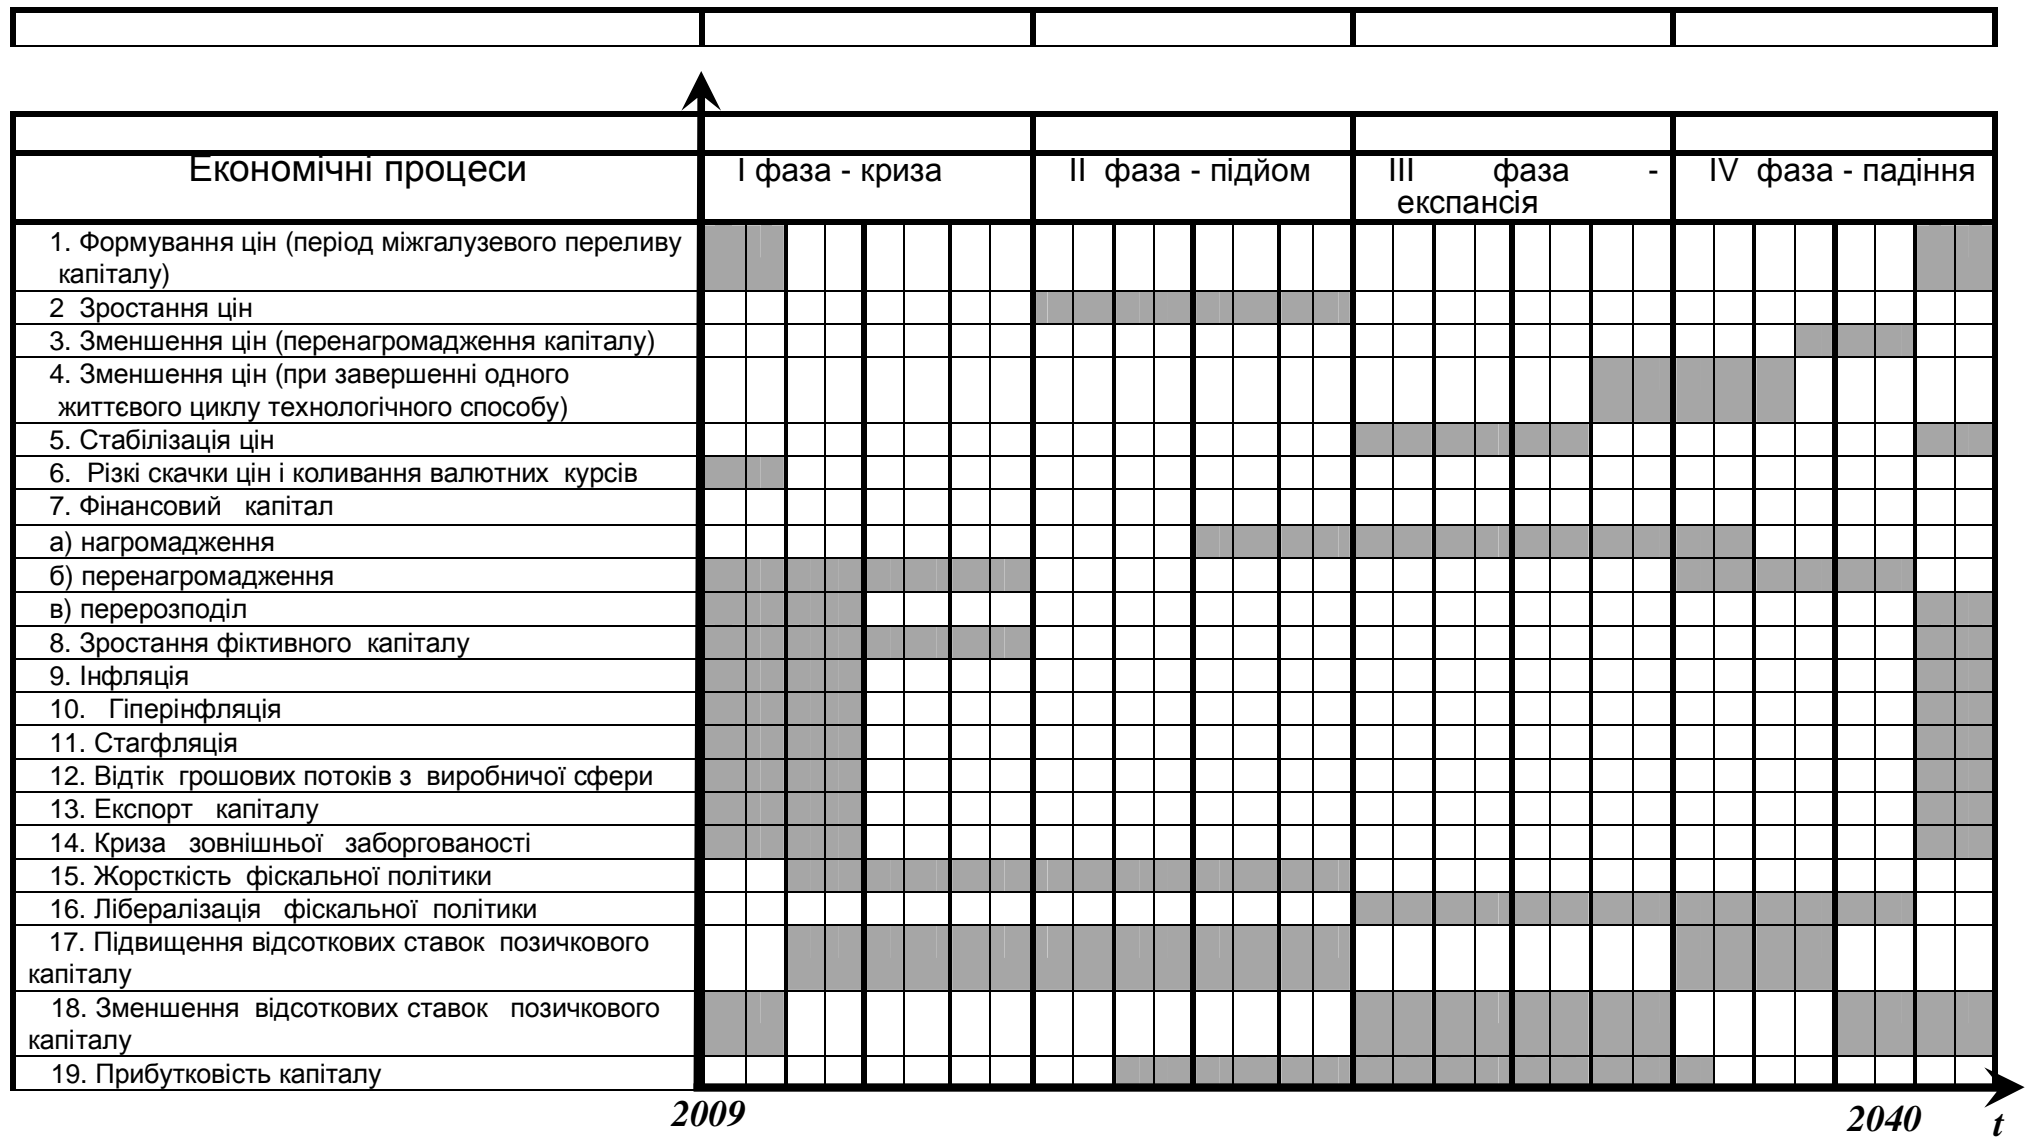 Економічні процеси
I фаза - криза
II фаза - підйом
III фаза -
експансія
IV фаза - падіння
1. Формування цін (період міжгалузевого переливу
капіталу)
2 Зростання цін
3. Зменшення цін (перенагромадження капіталу)
4. Зменшення цін (при завершенні одного
життєвого циклу технологічного способу)
5. Стабілізація цін
6. Різкі скачки цін і коливання валютних курсів
7. Фінансовий капітал
а) нагромадження
б) перенагромадження
в) перерозподіл
8. Зростання фіктивного капіталу
9. Інфляція
10. Гіперінфляція
11. Стагфляція
12. Відтік грошових потоків з виробничої сфери
13. Експорт капіталу
14. Криза зовнішньої заборгованості
15. Жорсткість фіскальної політики
16. Лібералізація фіскальної політики
17. Підвищення відсоткових ставок позичкового
капіталу
18. Зменшення відсоткових ставок позичкового
капіталу
19. Прибутковість капіталу
2009
2040
t